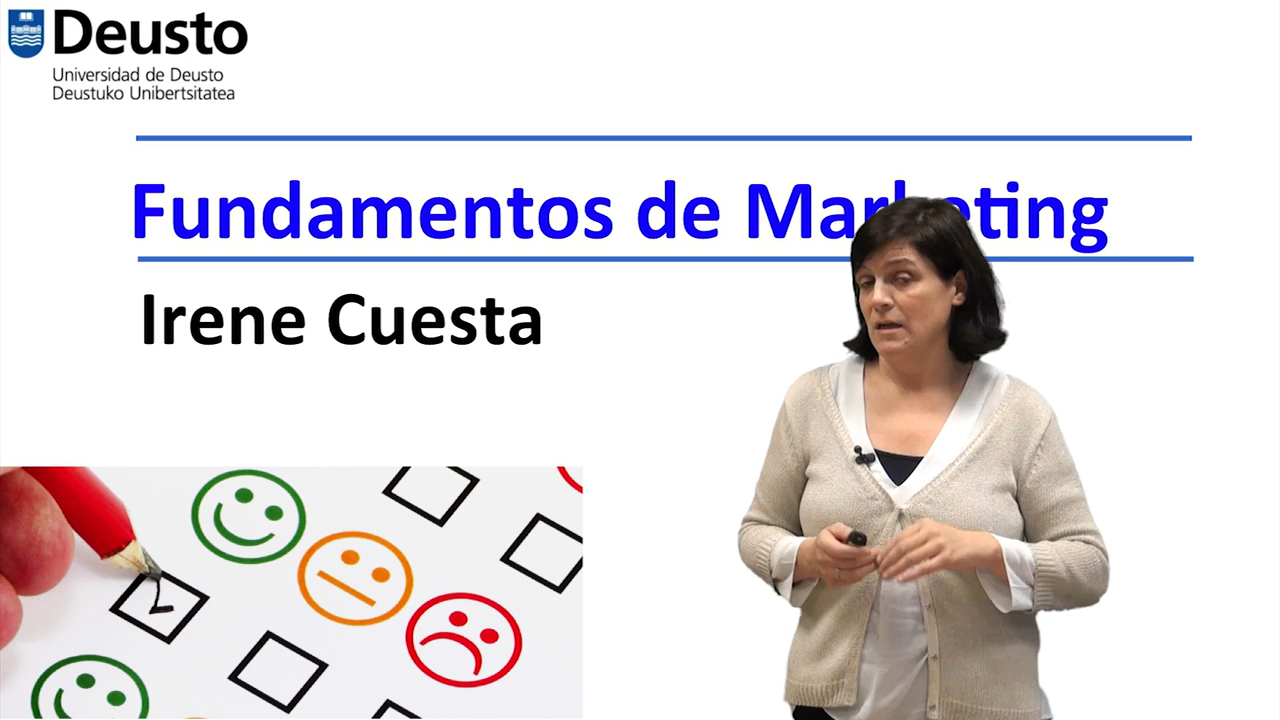 Deusto
Universidad de Deusto
Deustuko Unibertsitatea
Fundamentos de Marketing
Irene Cuesta